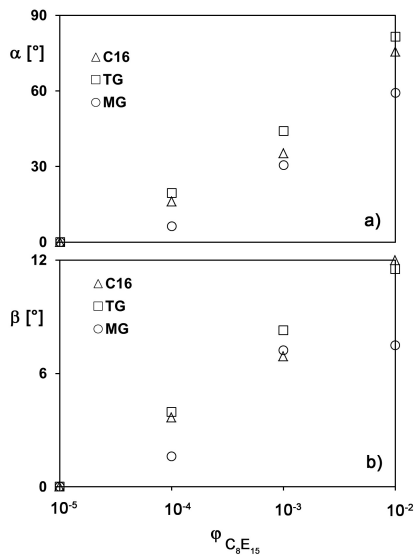 90
α [°]
C16
TG
60
MG
30
a)
0
12
C16
β [°]
TG
MG
6
b)
0
10⁻⁵ 10⁻⁴ 10⁻³ 10⁻²
φ C₈E₁₅